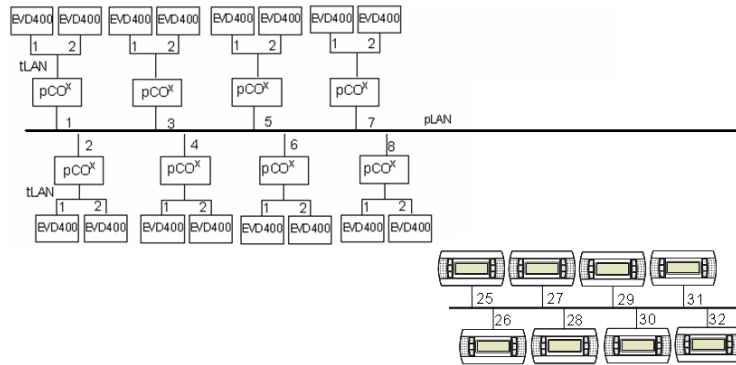 EVD400 EVD400 EVD400 EVD400 EVD400 EVD400 EVD400 EVD400
1 2 1 2 1 2 1 2
tLAN
pCOX pCOX pCOX pCOX
1 3 5 7 pLAN
2 4 6 8
pCOX pCOX pCOX pCOX
tLAN
1 2 1 2 1 2 1 2
EVD400 EVD400 EVD400 EVD400 EVD400 EVD400 EVD400 EVD400
25 27 29 31
26 28 30 32